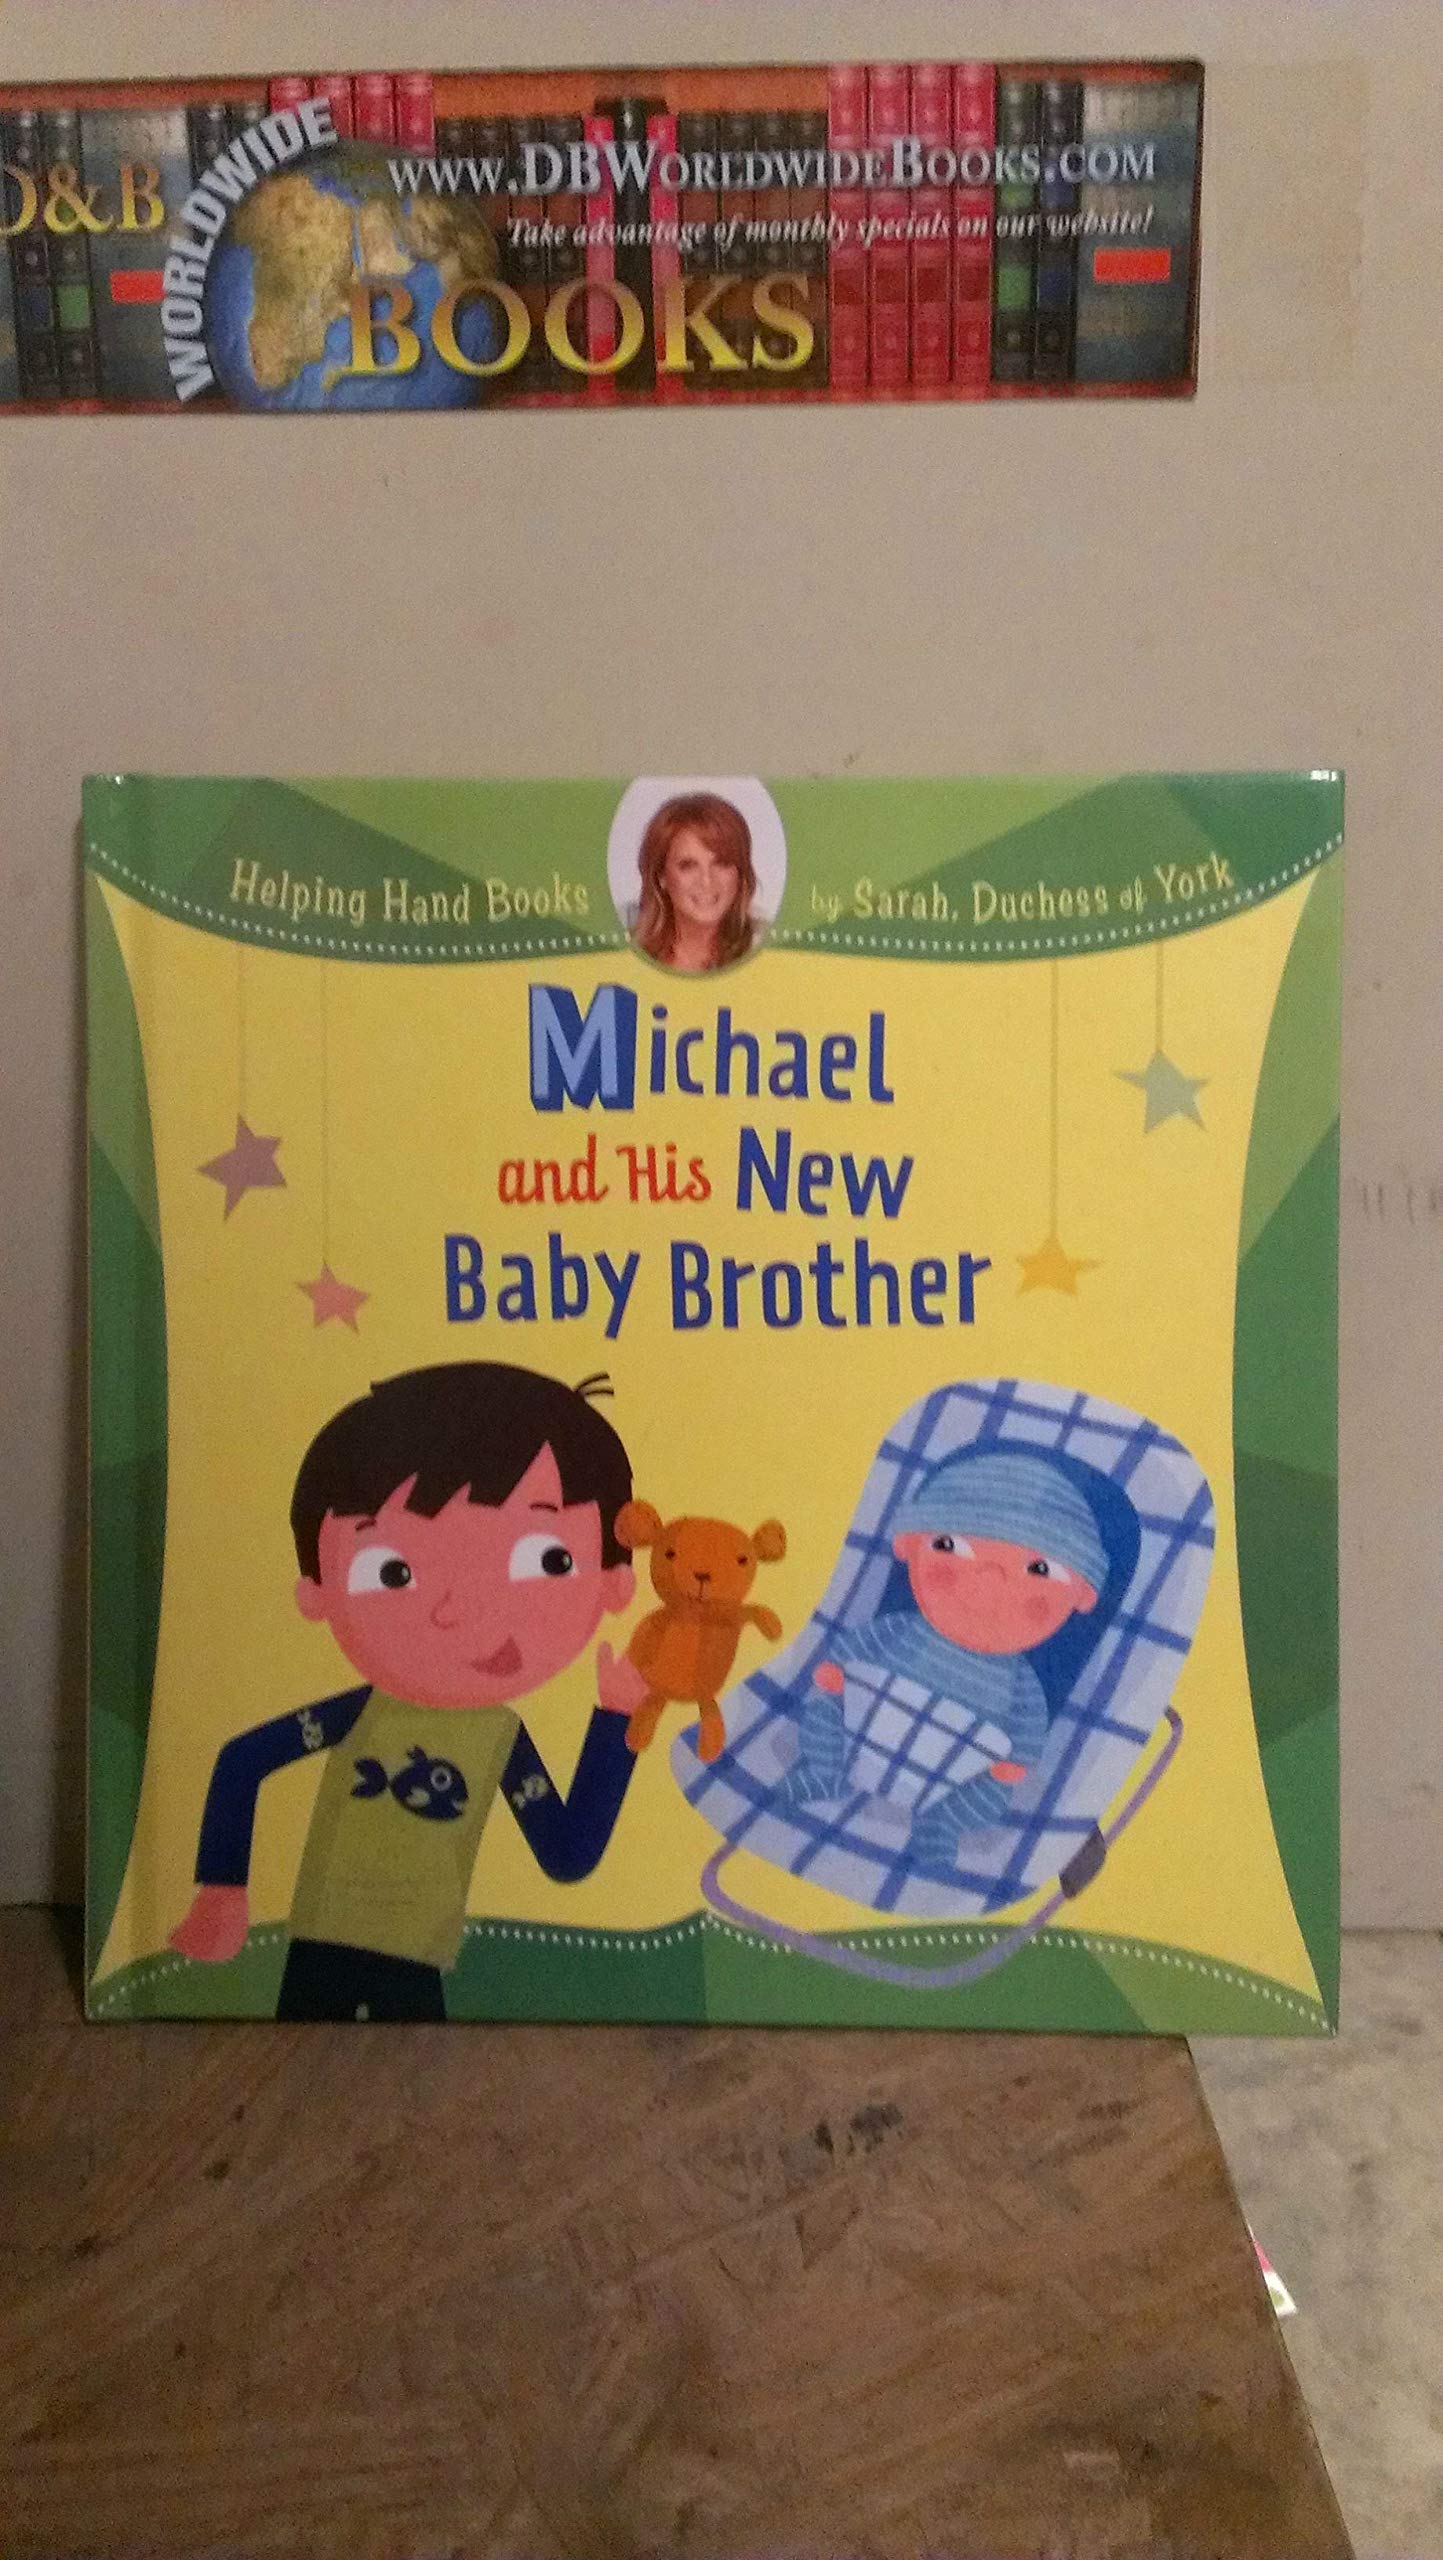 D&B
WORLDWIDE
WWW.DBWORLDWIDEBOOKS.COM
Take advantage of monthly specials on our website!
BOOKS
Helping Hand Books
by Sarah, Duchess of York
Michael
and His New
Baby Brother